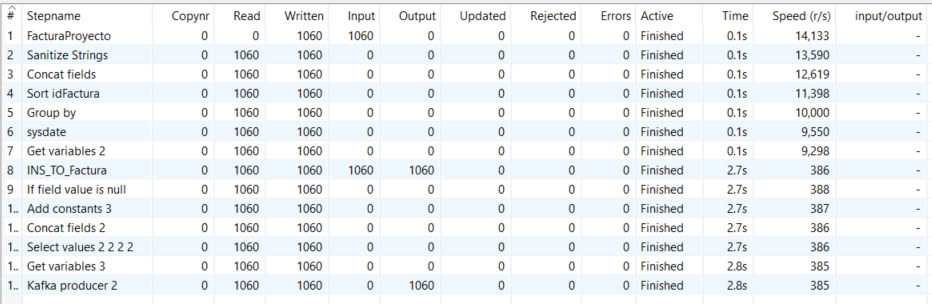 # Stepname Copynr Read Written Input Output Updated Rejected Errors Active Time Speed (r/s) input/output
1 FacturaProyecto 0 0 1060 1060 0 0 0 0 Finished 0.1s 14,133 -
2 Sanitize Strings 0 1060 1060 0 0 0 0 0 Finished 0.1s 13,590 -
3 Concat fields 0 1060 1060 0 0 0 0 0 Finished 0.1s 12,619 -
4 Sort idFactura 0 1060 1060 0 0 0 0 0 Finished 0.1s 11,398 -
5 Group by 0 1060 1060 0 0 0 0 0 Finished 0.1s 10,000 -
6 sysdate 0 1060 1060 0 0 0 0 0 Finished 0.1s 9,550 -
7 Get variables 2 0 1060 1060 0 0 0 0 0 Finished 0.1s 9,298 -
8 INS_TO_Factura 0 1060 1060 1060 1060 0 0 0 Finished 2.7s 386 -
9 If field value is null 0 1060 1060 0 0 0 0 0 Finished 2.7s 388 -
1.. Add constants 3 0 1060 1060 0 0 0 0 0 Finished 2.7s 387 -
1.. Concat fields 2 0 1060 1060 0 0 0 0 0 Finished 2.7s 386 -
1.. Select values 2 2 2 2 0 1060 1060 0 0 0 0 0 Finished 2.7s 386 -
1.. Get variables 3 0 1060 1060 0 0 0 0 0 Finished 2.8s 385 -
1.. Kafka producer 2 0 1060 1060 0 1060 0 0 0 Finished 2.8s 385 -